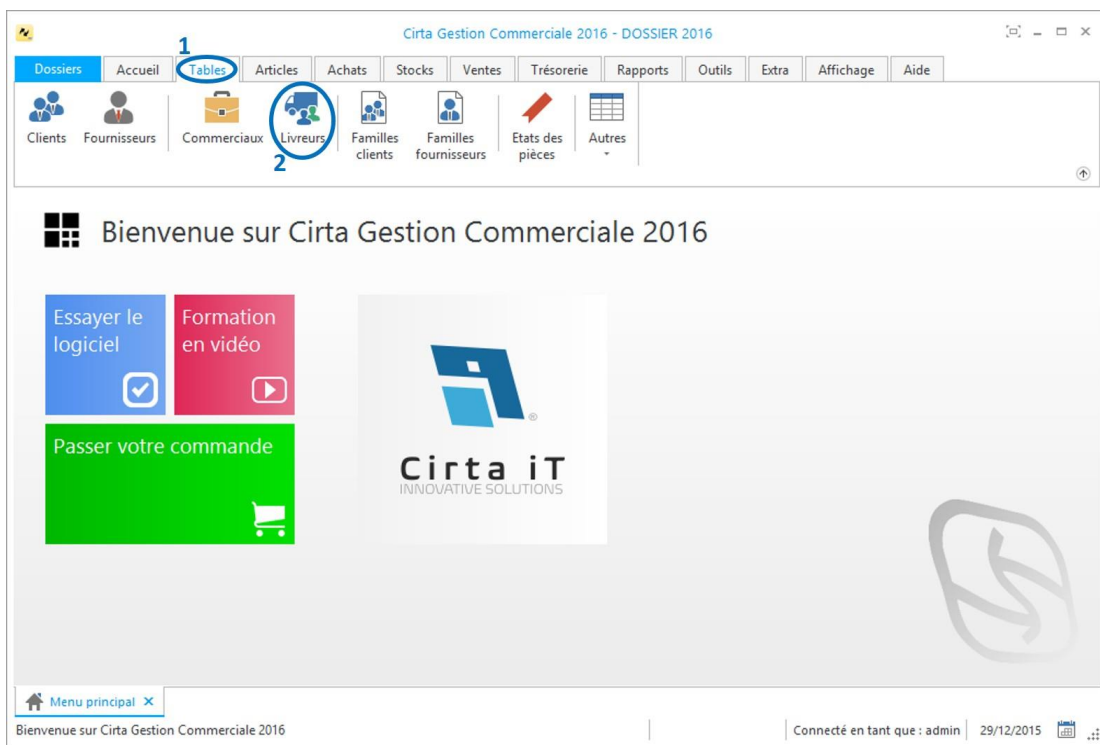 Cirta Gestion Commerciale 2016 - DOSSIER 2016
1
Dossiers Accueil Tables Articles Achats Stocks Ventes Trésorerie Rapports Outils Extra Affichage Aide
Clients Fournisseurs Commerciaux Livreurs Familles clients Familles fournisseurs Etats des pièces Autres
2
Bienvenue sur Cirta Gestion Commerciale 2016
Essayer le
logiciel
Formation
en vidéo
Passer votre commande
®
Cirta iT
INNOVATIVE SOLUTIONS
Menu principal
Bienvenue sur Cirta Gestion Commerciale 2016 Connecté en tant que : admin 29/12/2015